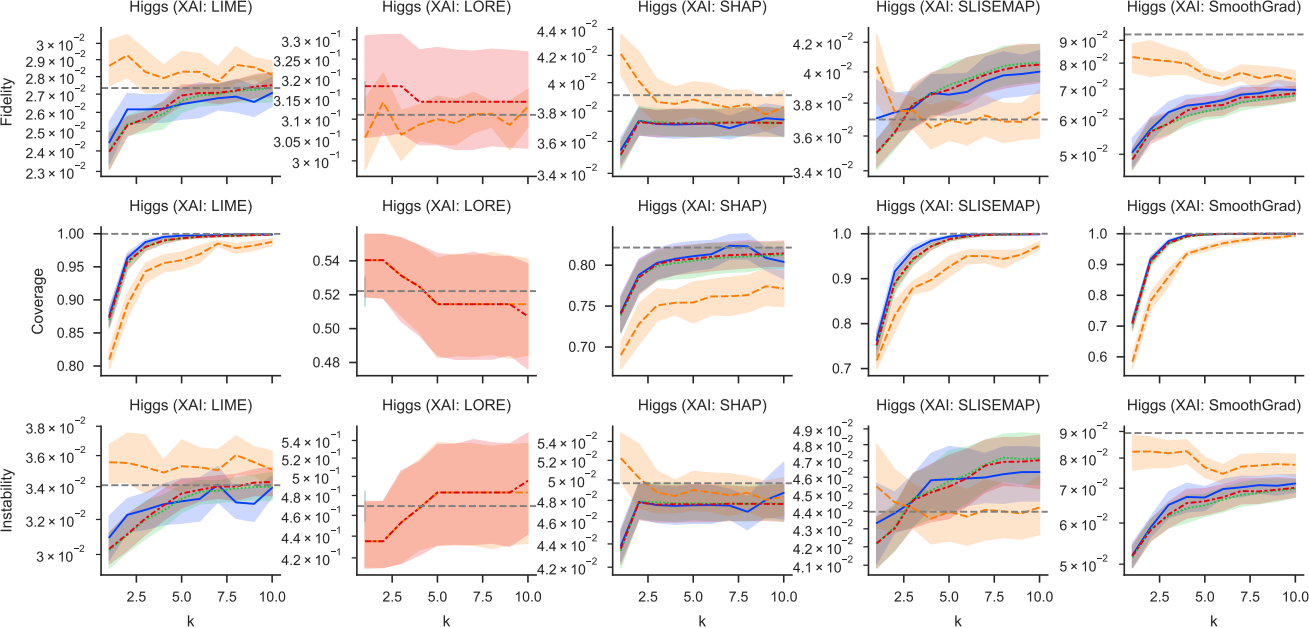 Higgs (XAI: LIME) Higgs (XAI: LORE) Higgs (XAI: SHAP) Higgs (XAI: SLISEMAP) Higgs (XAI: SmoothGrad)
Fidelity
3 × 10⁻²
2.9 × 10⁻²
2.8 × 10⁻²
2.7 × 10⁻²
2.6 × 10⁻²
2.5 × 10⁻²
2.4 × 10⁻²
2.3 × 10⁻²
3.3 × 10⁻¹
3.25 × 10⁻¹
3.2 × 10⁻¹
3.15 × 10⁻¹
3.1 × 10⁻¹
3.05 × 10⁻¹
3 × 10⁻¹
4.4 × 10⁻²
4.2 × 10⁻²
4 × 10⁻²
3.8 × 10⁻²
3.6 × 10⁻²
3.4 × 10⁻²
4.2 × 10⁻²
4 × 10⁻²
3.8 × 10⁻²
3.6 × 10⁻²
3.4 × 10⁻²
9 × 10⁻²
8 × 10⁻²
7 × 10⁻²
6 × 10⁻²
5 × 10⁻²
Higgs (XAI: LIME) Higgs (XAI: LORE) Higgs (XAI: SHAP) Higgs (XAI: SLISEMAP) Higgs (XAI: SmoothGrad)
Coverage
1.00
0.95
0.90
0.85
0.80
0.54
0.52
0.50
0.48
0.80
0.75
0.70
1.0
0.9
0.8
0.7
1.0
0.9
0.8
0.7
0.6
Higgs (XAI: LIME) Higgs (XAI: LORE) Higgs (XAI: SHAP) Higgs (XAI: SLISEMAP) Higgs (XAI: SmoothGrad)
Instability
3.8 × 10⁻²
3.6 × 10⁻²
3.4 × 10⁻²
3.2 × 10⁻²
3 × 10⁻²
5.4 × 10⁻¹
5.2 × 10⁻¹
5 × 10⁻¹
4.8 × 10⁻¹
4.6 × 10⁻¹
4.4 × 10⁻¹
4.2 × 10⁻¹
5.4 × 10⁻²
5.2 × 10⁻²
5 × 10⁻²
4.8 × 10⁻²
4.6 × 10⁻²
4.4 × 10⁻²
4.2 × 10⁻²
4.9 × 10⁻²
4.8 × 10⁻²
4.7 × 10⁻²
4.6 × 10⁻²
4.5 × 10⁻²
4.4 × 10⁻²
4.3 × 10⁻²
4.2 × 10⁻²
4.1 × 10⁻²
9 × 10⁻²
8 × 10⁻²
7 × 10⁻²
6 × 10⁻²
5 × 10⁻²
2.5 5.0 7.5 10.0 2.5 5.0 7.5 10.0 2.5 5.0 7.5 10.0 2.5 5.0 7.5 10.0 2.5 5.0 7.5 10.0
k k k k k